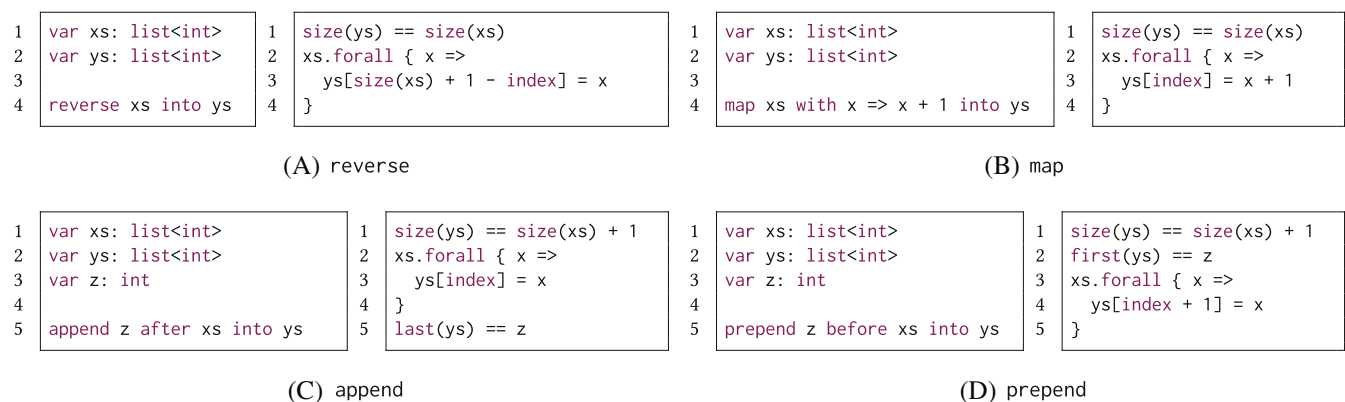 1 var xs: list<int>
2 var ys: list<int>
3
4 reverse xs into ys
1 size(ys) == size(xs)
2 xs.forall { x =>
3   ys[size(xs) + 1 - index] = x
4 }
(A) reverse
1 var xs: list<int>
2 var ys: list<int>
3
4 map xs with x => x + 1 into ys
1 size(ys) == size(xs)
2 xs.forall { x =>
3   ys[index] = x + 1
4 }
(B) map
1 var xs: list<int>
2 var ys: list<int>
3 var z: int
4
5 append z after xs into ys
1 size(ys) == size(xs) + 1
2 xs.forall { x =>
3   ys[index] = x
4 }
5 last(ys) == z
(C) append
1 var xs: list<int>
2 var ys: list<int>
3 var z: int
4
5 prepend z before xs into ys
1 size(ys) == size(xs) + 1
2 first(ys) == z
3 xs.forall { x =>
4   ys[index + 1] = x
5 }
(D) prepend